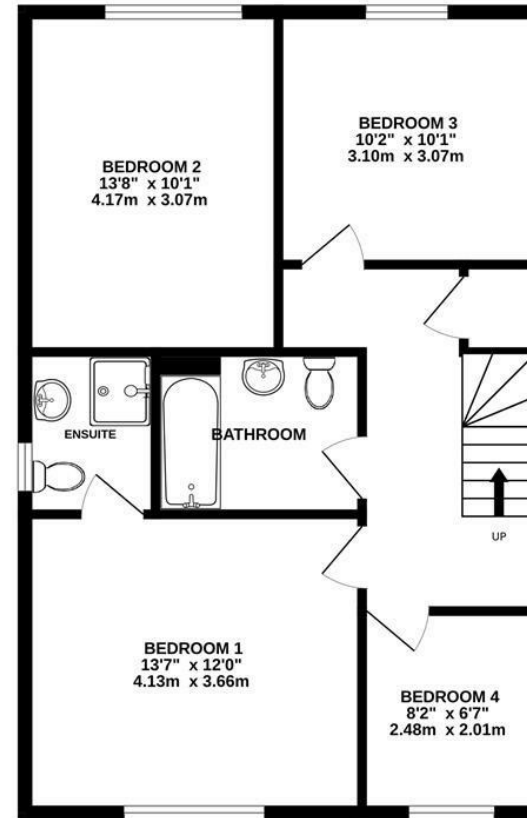 BEDROOM 2
13'8" x 10'1"
4.17m x 3.07m
BEDROOM 3
10'2" x 10'1"
3.10m x 3.07m
ENSUITE
BATHROOM
UP
BEDROOM 1
13'7" x 12'0"
4.13m x 3.66m
BEDROOM 4
8'2" x 6'7"
2.48m x 2.01m